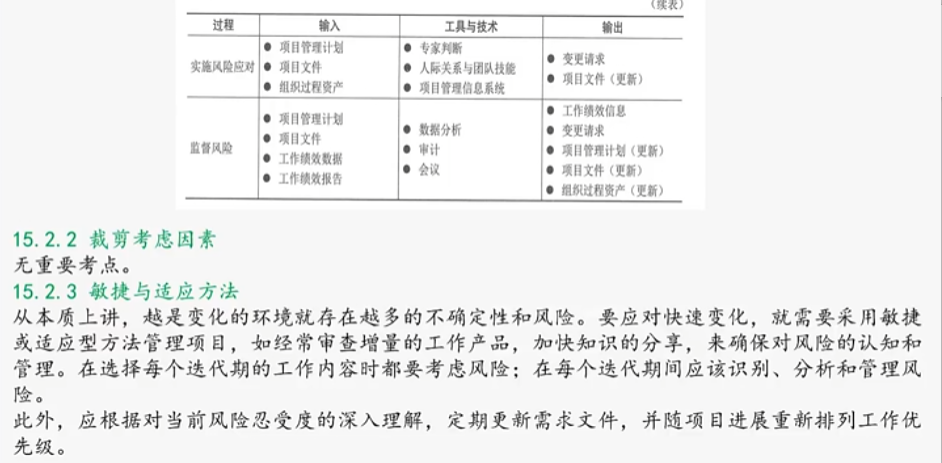 （续表）
过程 输入 工具与技术 输出
实施风险应对
● 项目管理计划
● 项目文件
● 组织过程资产
● 专家判断
● 人际关系与团队技能
● 项目管理信息系统
● 变更请求
● 项目文件（更新）
监督风险
● 项目管理计划
● 项目文件
● 工作绩效数据
● 工作绩效报告
● 数据分析
● 审计
● 会议
● 工作绩效信息
● 变更请求
● 项目管理计划（更新）
● 项目文件（更新）
● 组织过程资产（更新）
15.2.2 裁剪考虑因素
无重要考点。
15.2.3 敏捷与适应方法
从本质上讲，越是变化的环境就存在越多的不确定性和风险。要应对快速变化，就需要采用敏捷
或适应型方法管理项目，如经常审查增量的工作产品，加快知识的分享，来确保对风险的认知和
管理。在选择每个迭代期的工作内容时都要考虑风险；在每个迭代期间应该识别、分析和管理风
险。
此外，应根据对当前风险忍受度的深入理解，定期更新需求文件，并随项目进展重新排列工作优
先级。